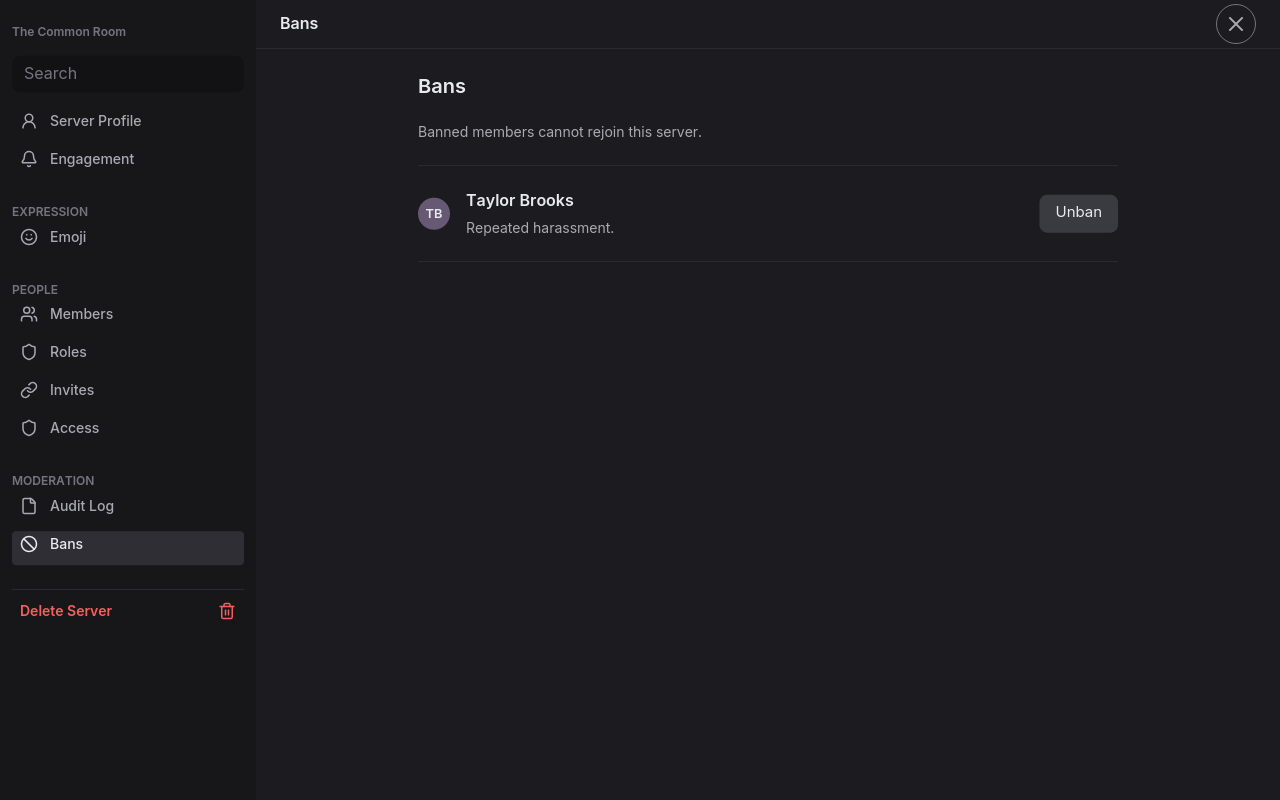 The Common Room
Search
Server Profile
Engagement
EXPRESSION
Emoji
PEOPLE
Members
Roles
Invites
Access
MODERATION
Audit Log
Bans
Delete Server
Bans
Bans
Banned members cannot rejoin this server.
TB
Taylor Brooks
Repeated harassment.
Unban